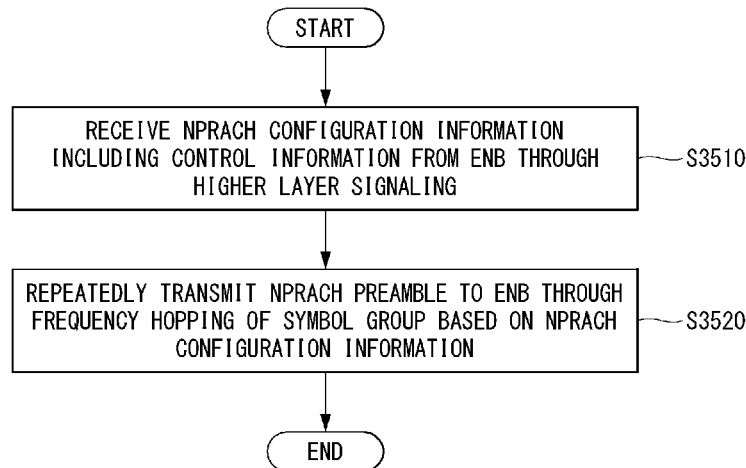 START
RECEIVE NPRACH CONFIGURATION INFORMATION
INCLUDING CONTROL INFORMATION FROM ENB THROUGH
HIGHER LAYER SIGNALING
S3510
REPEATEDLY TRANSMIT NPRACH PREAMBLE TO ENB THROUGH
FREQUENCY HOPPING OF SYMBOL GROUP BASED ON NPRACH
CONFIGURATION INFORMATION
S3520
END